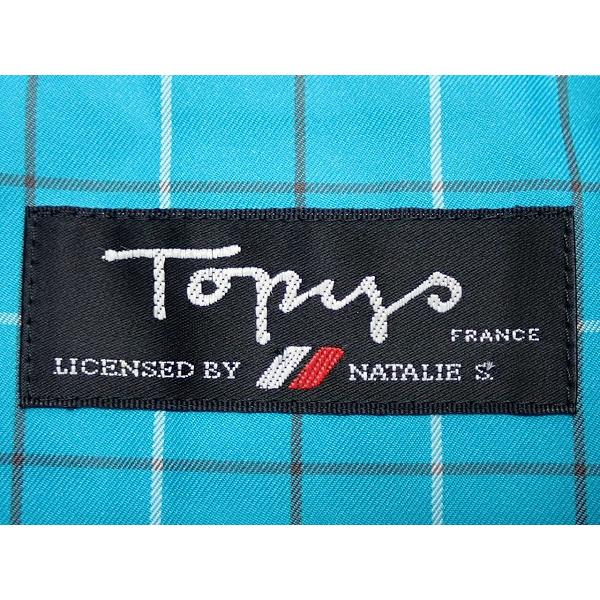 Topys
FRANCE
LICENSED BY NATALIE S.